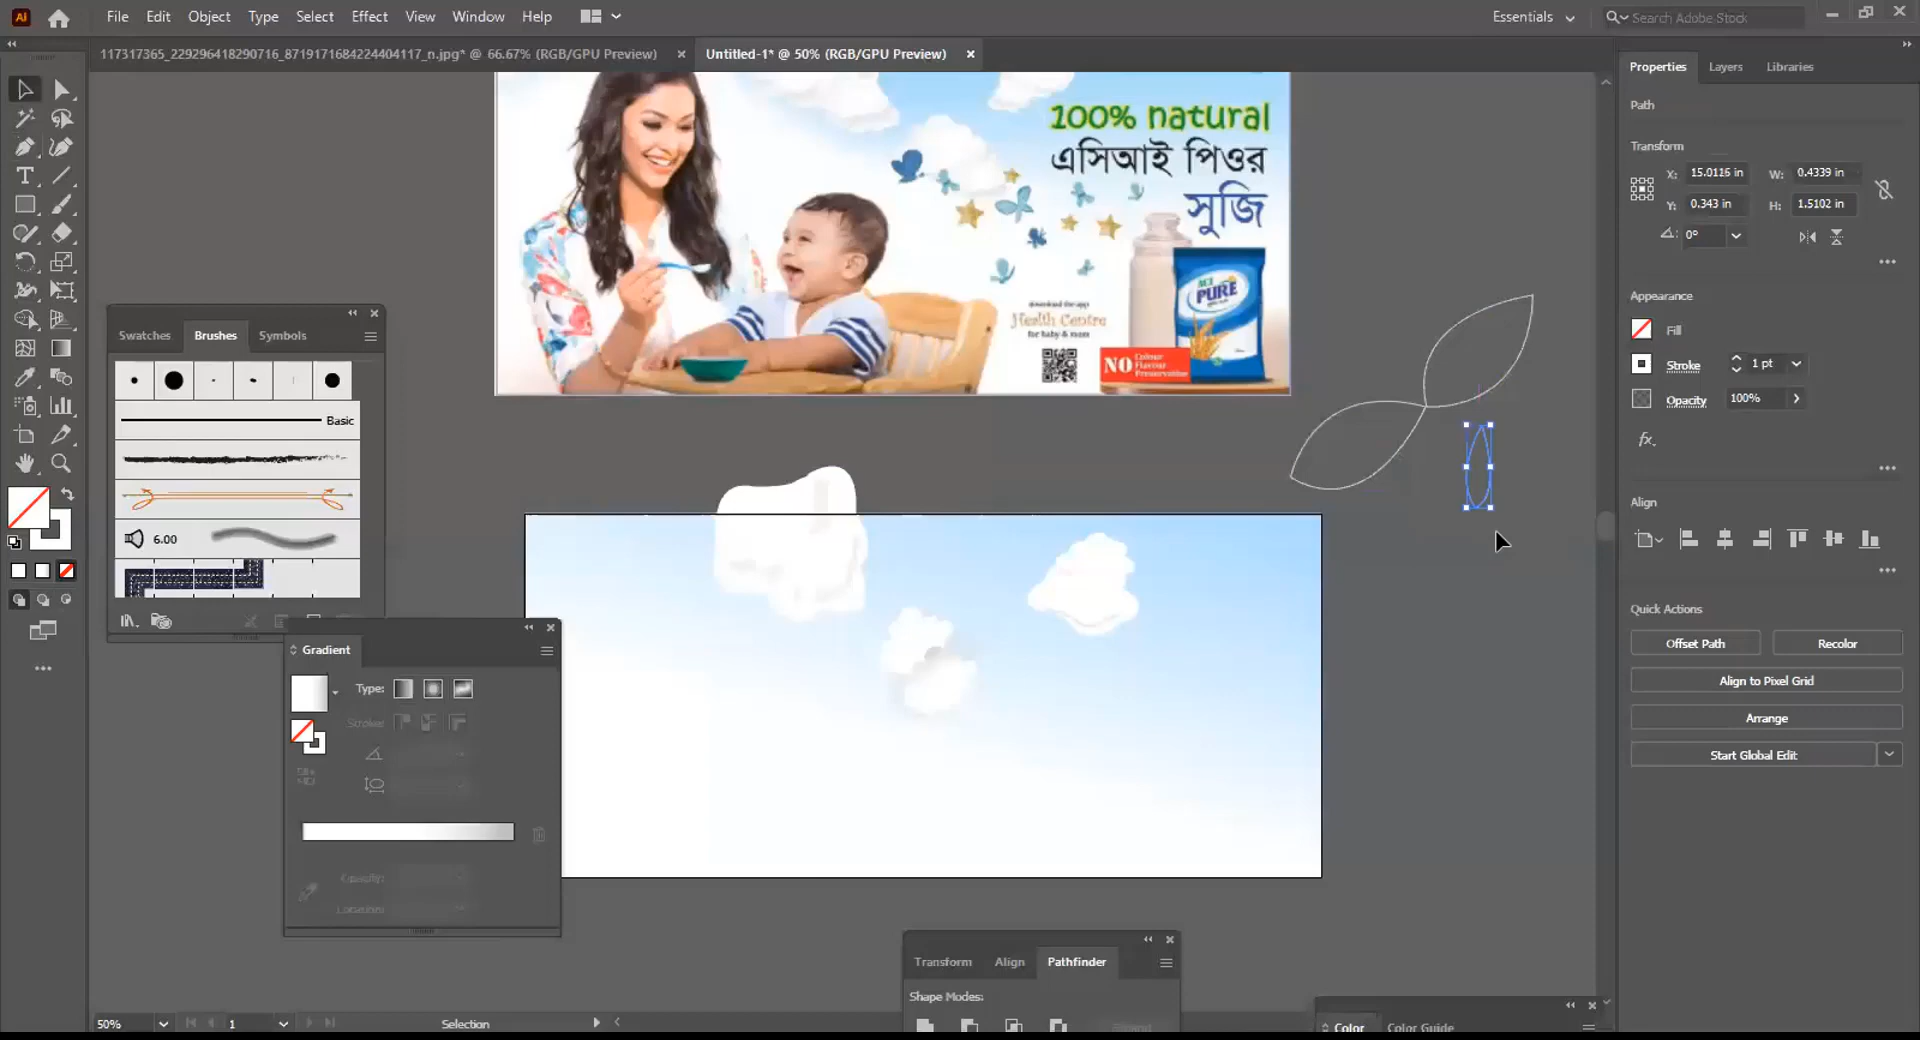 File Edit Object Type Select Effect View Window Help
Essentials
Search Adobe Stock
117317365_229296418290716_8719171684224404117_n.jpg* @ 66.67% (RGB/GPU Preview)
Untitled-1* @ 50% (RGB/GPU Preview)
Properties Layers Libraries
Path
Transform
X: 15.0116 in W: 0.4339 in
Y: 0.343 in H: 1.5102 in
0°
Appearance
Fill
Stroke 1 pt
Opacity 100%
fx.
Align
Quick Actions
Offset Path Recolor
Align to Pixel Grid
Arrange
Start Global Edit
100% natural
এসিআই পিওর
সুজি
ACI
PURE
download the app
Health Centre
for baby & mom
NO Colour
Flavour
Preservative
Swatches Brushes Symbols
Basic
6.00
Gradient
Type:
Stroke:
Opacity:
Location:
Transform Align Pathfinder
Shape Modes:
Expand
Color Color Guide
50% 1 Selection